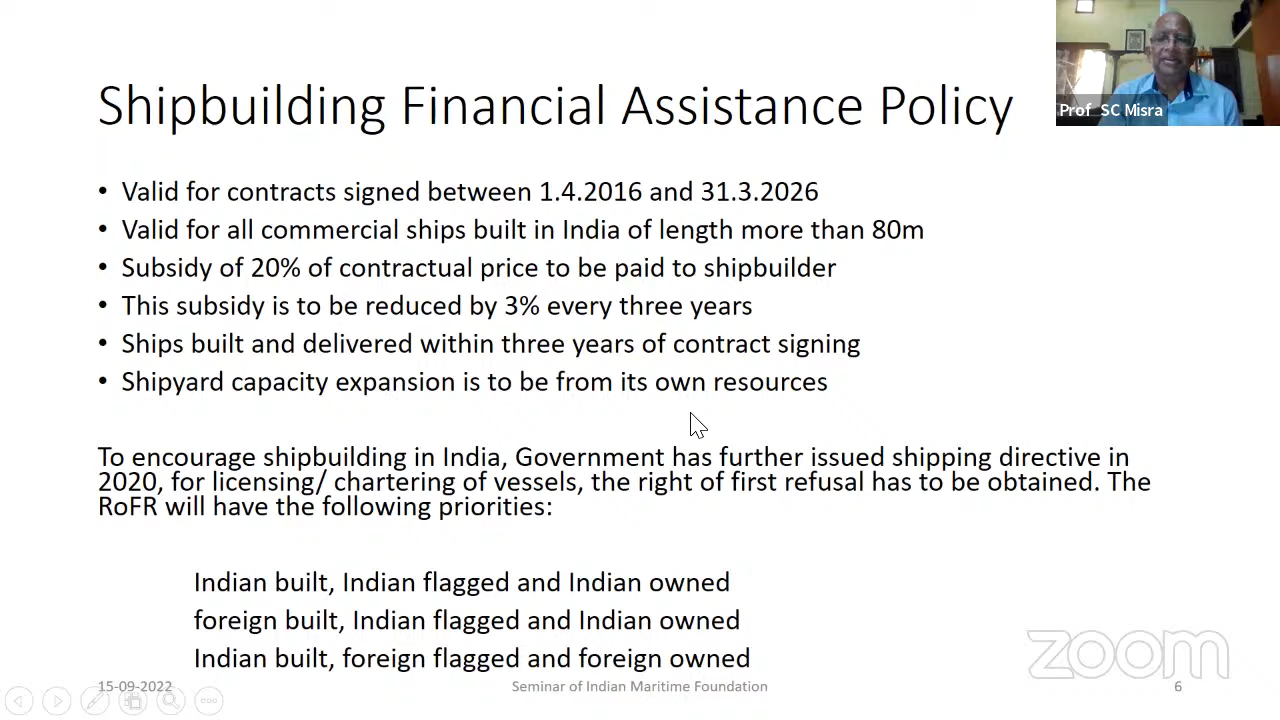 Prof SC Misra
Shipbuilding Financial Assistance Policy
• Valid for contracts signed between 1.4.2016 and 31.3.2026
• Valid for all commercial ships built in India of length more than 80m
• Subsidy of 20% of contractual price to be paid to shipbuilder
• This subsidy is to be reduced by 3% every three years
• Ships built and delivered within three years of contract signing
• Shipyard capacity expansion is to be from its own resources
To encourage shipbuilding in India, Government has further issued shipping directive in
2020, for licensing/ chartering of vessels, the right of first refusal has to be obtained. The
RoFR will have the following priorities:
Indian built, Indian flagged and Indian owned
foreign built, Indian flagged and Indian owned
Indian built, foreign flagged and foreign owned
zoom
15-09-2022
Seminar of Indian Maritime Foundation
6